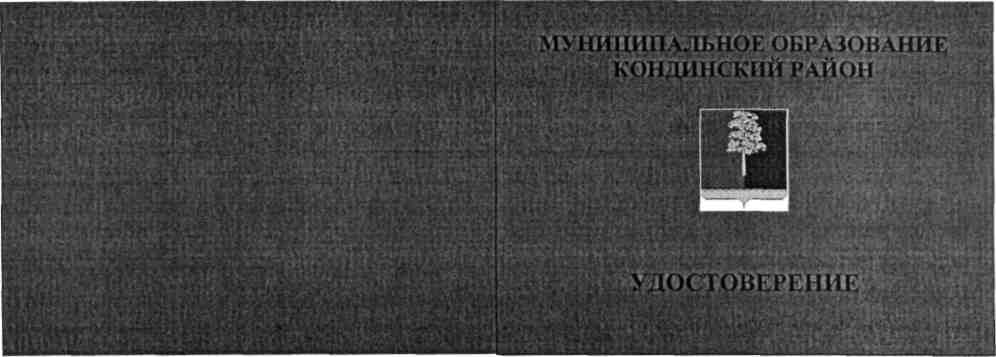 МУНИЦИПАЛЬНОЕ ОБРАЗОВАНИЕ
КОНДИНСКИЙ РАЙОН
УДОСТОВЕРЕНИЕ